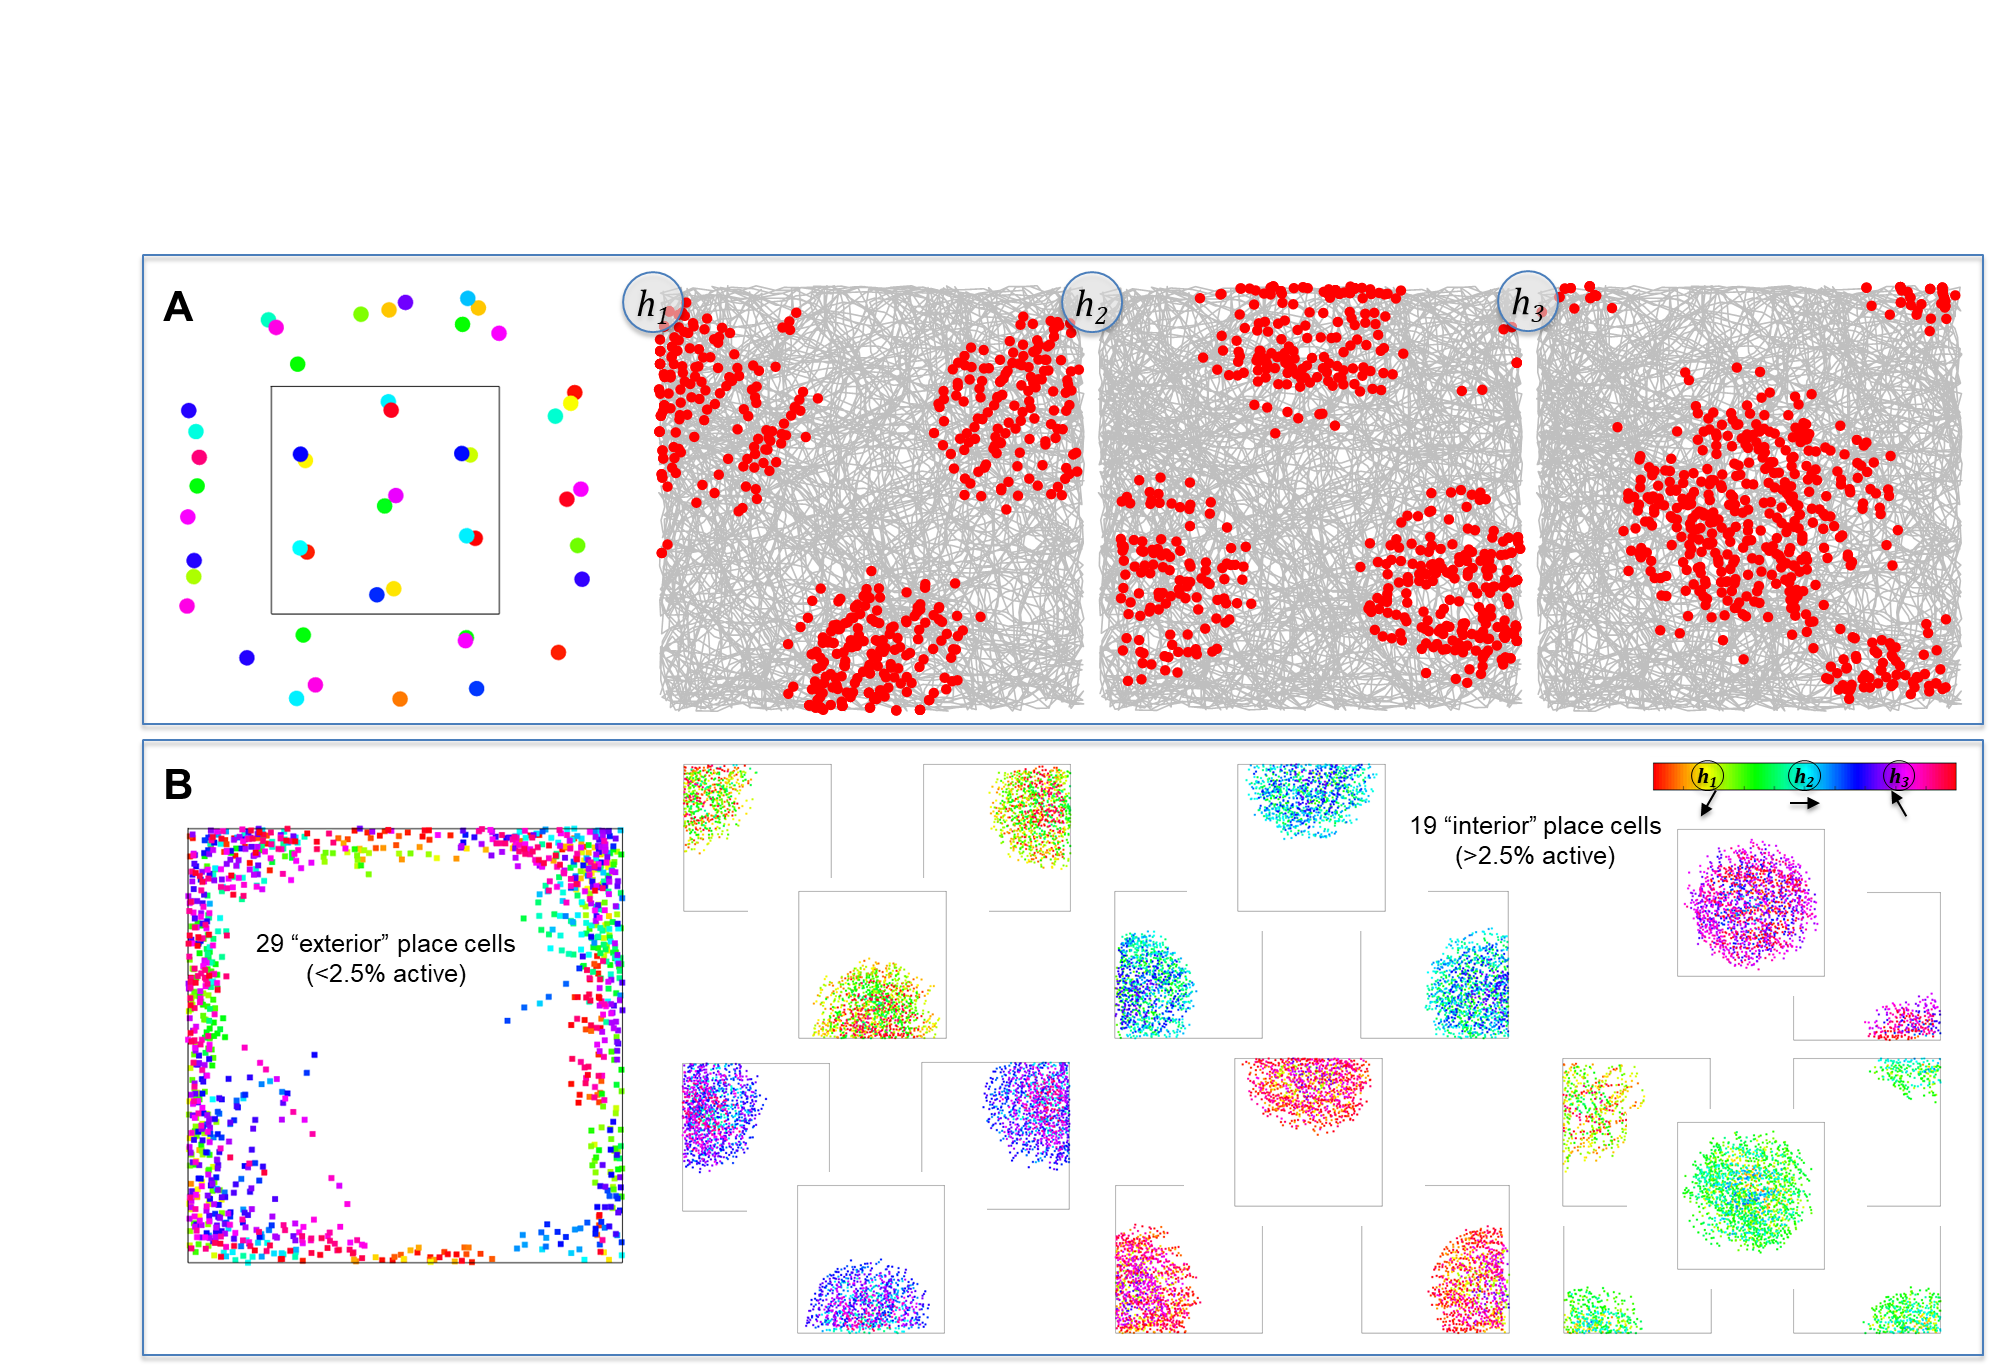 A
h1
h2
h3
B
29 “exterior” place cells
(<2.5% active)
h1 h2 h3
19 “interior” place cells
(>2.5% active)